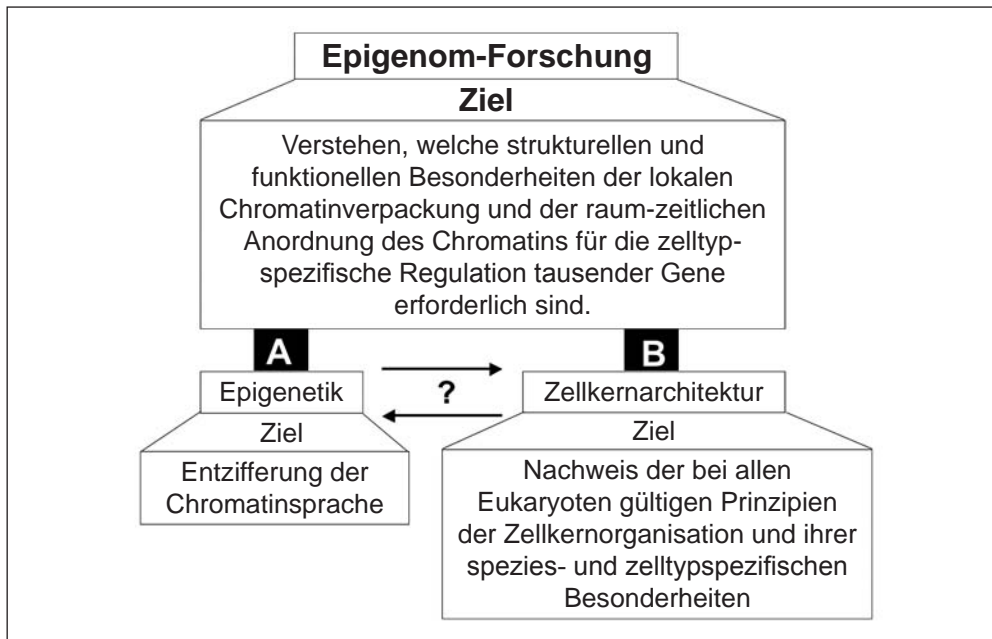 Epigenom-Forschung
Ziel
Verstehen, welche strukturellen und
funktionellen Besonderheiten der lokalen
Chromatinverpackung und der raum-zeitlichen
Anordnung des Chromatins für die zelltyp-
spezifische Regulation tausender Gene
erforderlich sind.
A
Epigenetik
Ziel
Entzifferung der
Chromatinsprache
?
B
Zellkernarchitektur
Ziel
Nachweis der bei allen
Eukaryoten gültigen Prinzipien
der Zellkernorganisation und ihrer
spezies- und zelltypspezifischen
Besonderheiten